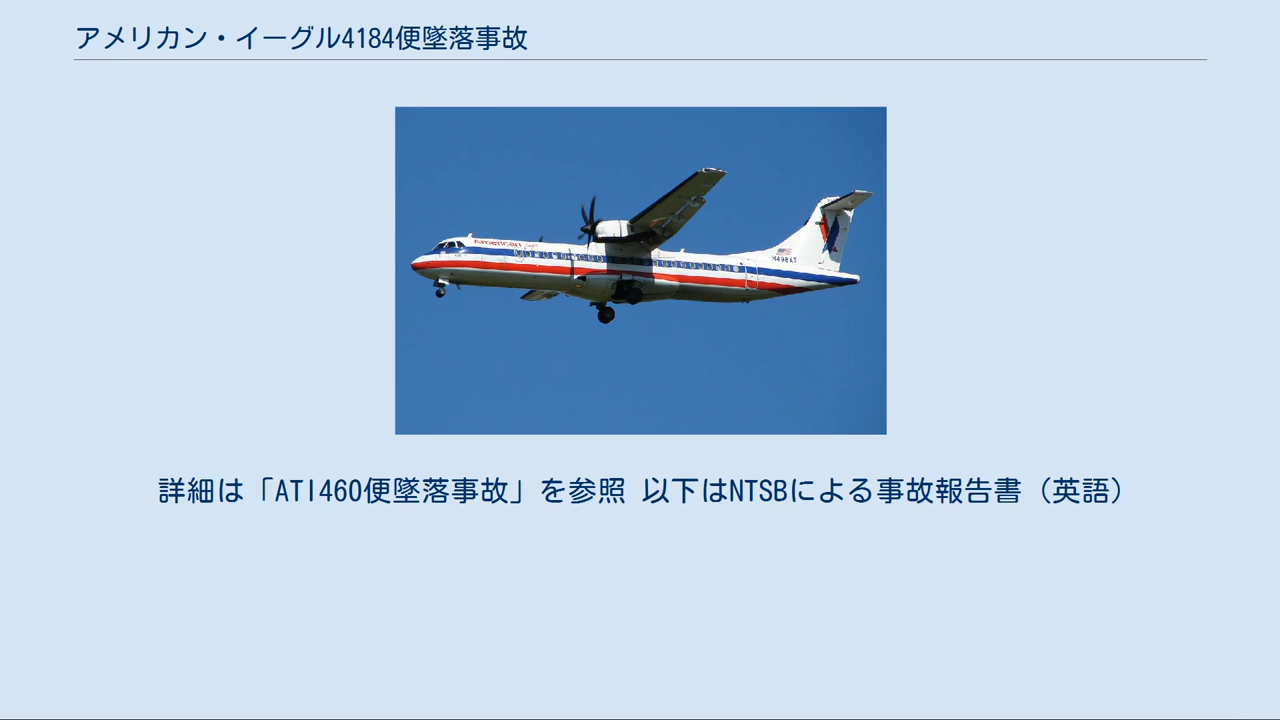 アメリカン・イーグル4184便墜落事故
American
N498AT
詳細は「ATI460便墜落事故」を参照 以下はNTSBによる事故報告書（英語）